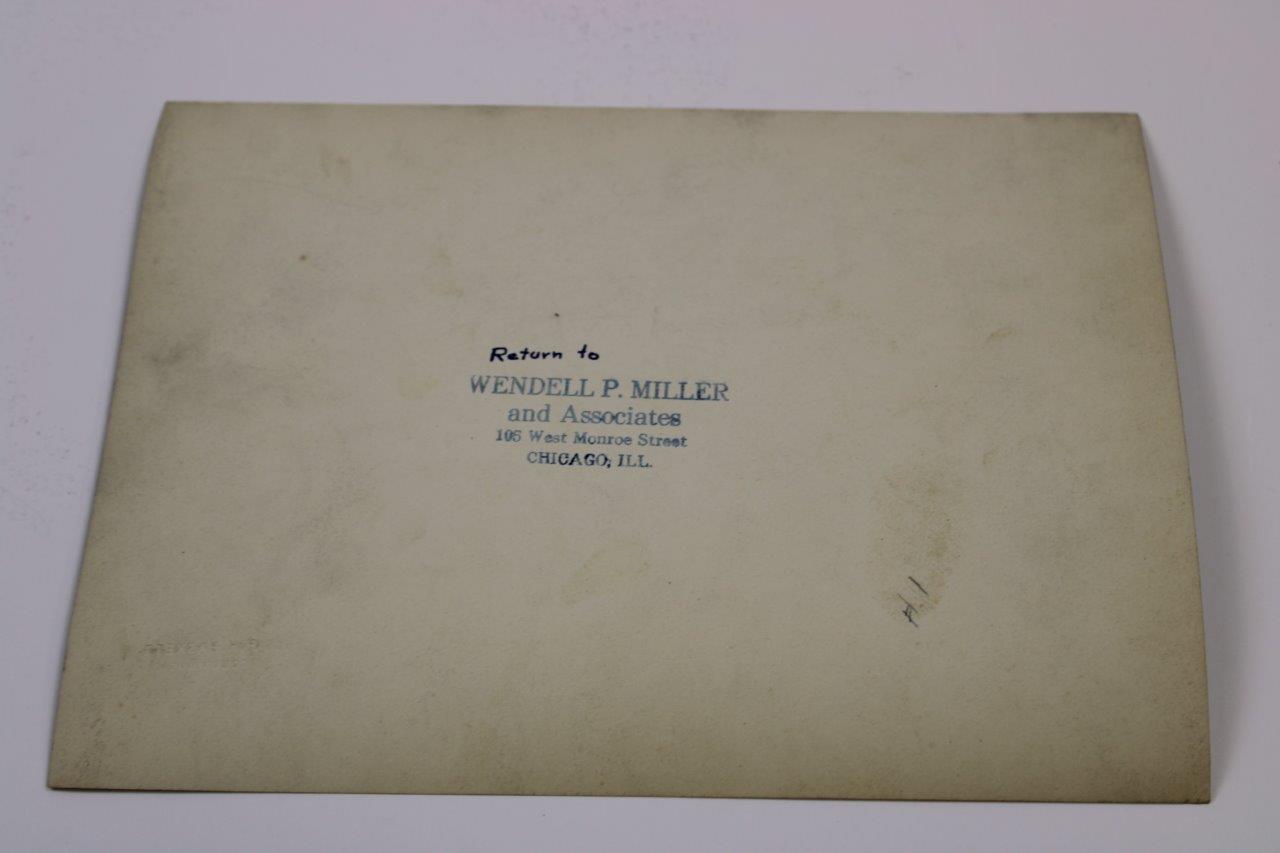 Return to
WENDELL P. MILLER
and Associates
105 West Monroe Street
CHICAGO, ILL.